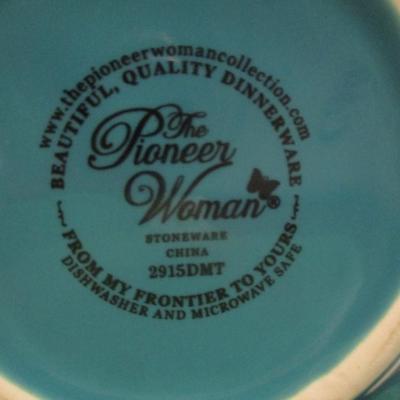 www.thepioneerwomancollection.com
BEAUTIFUL, QUALITY DINNERWARE
The
Pioneer
Woman®
STONEWARE
CHINA
2915DMT
FROM MY FRONTIER TO YOURS
DISHWASHER AND MICROWAVE SAFE